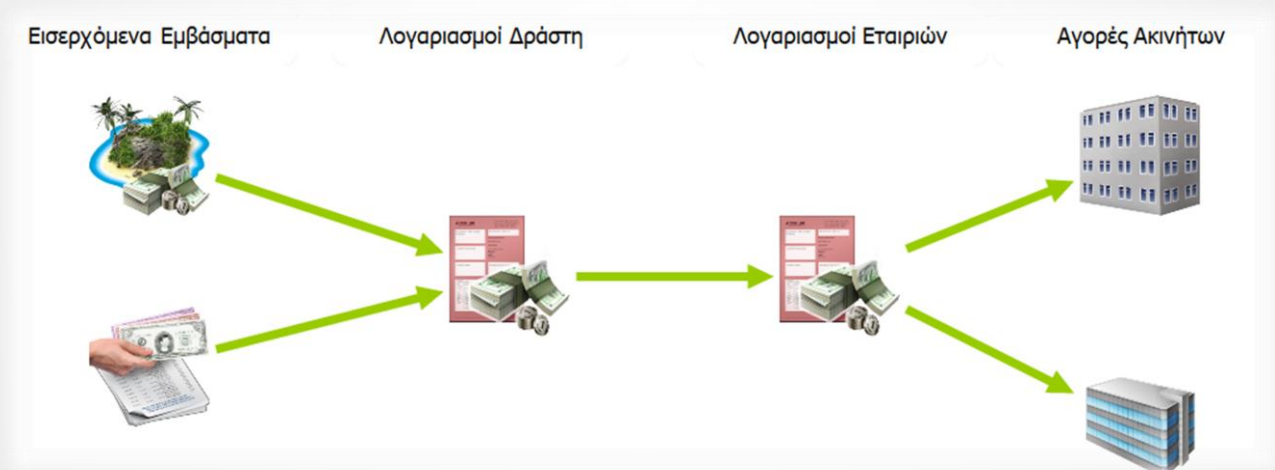 Εισερχόμενα Εμβάσματα
Λογαριασμοί Δράστη
Λογαριασμοί Εταιριών
Αγορές Ακινήτων